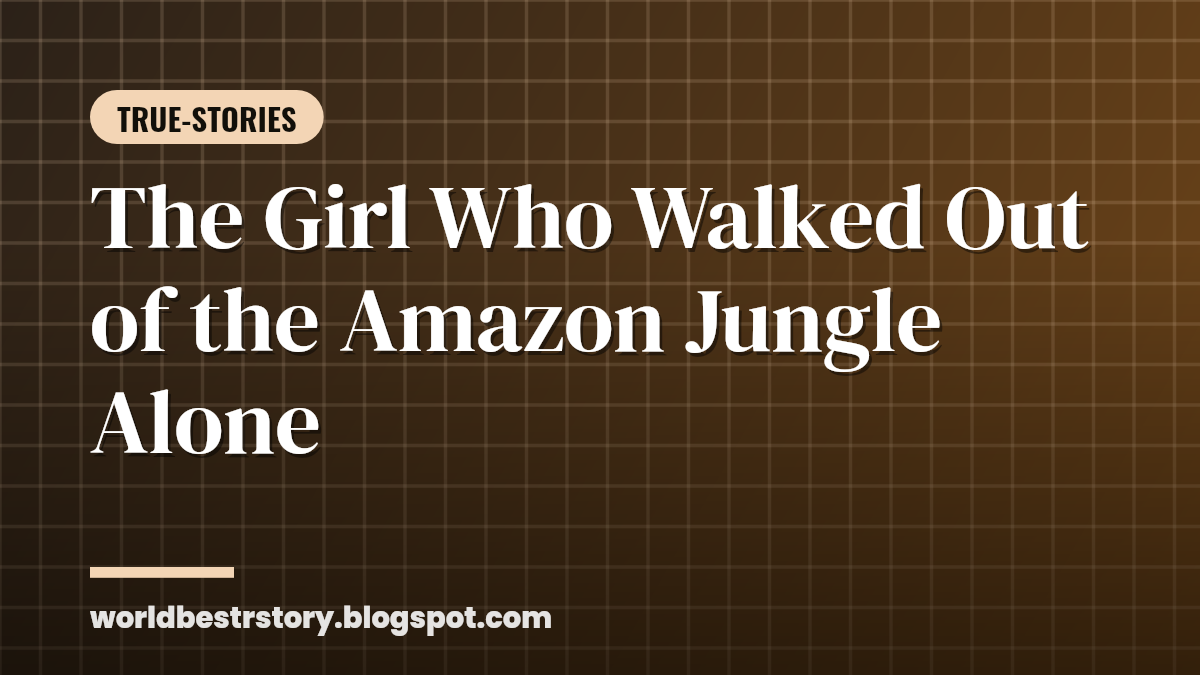 TRUE-STORIES
The Girl Who Walked Out
of the Amazon Jungle
Alone
worldbestrstory.blogspot.com